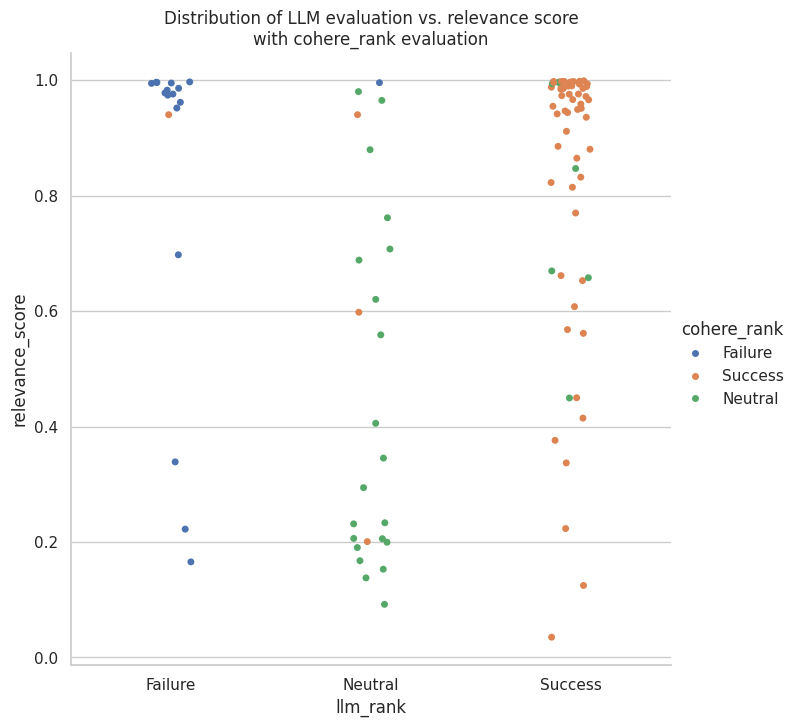 Distribution of LLM evaluation vs. relevance score
with cohere_rank evaluation
relevance_score
1.0
0.8
0.6
0.4
0.2
0.0
Failure
Neutral
Success
llm_rank
cohere_rank
Failure
Success
Neutral